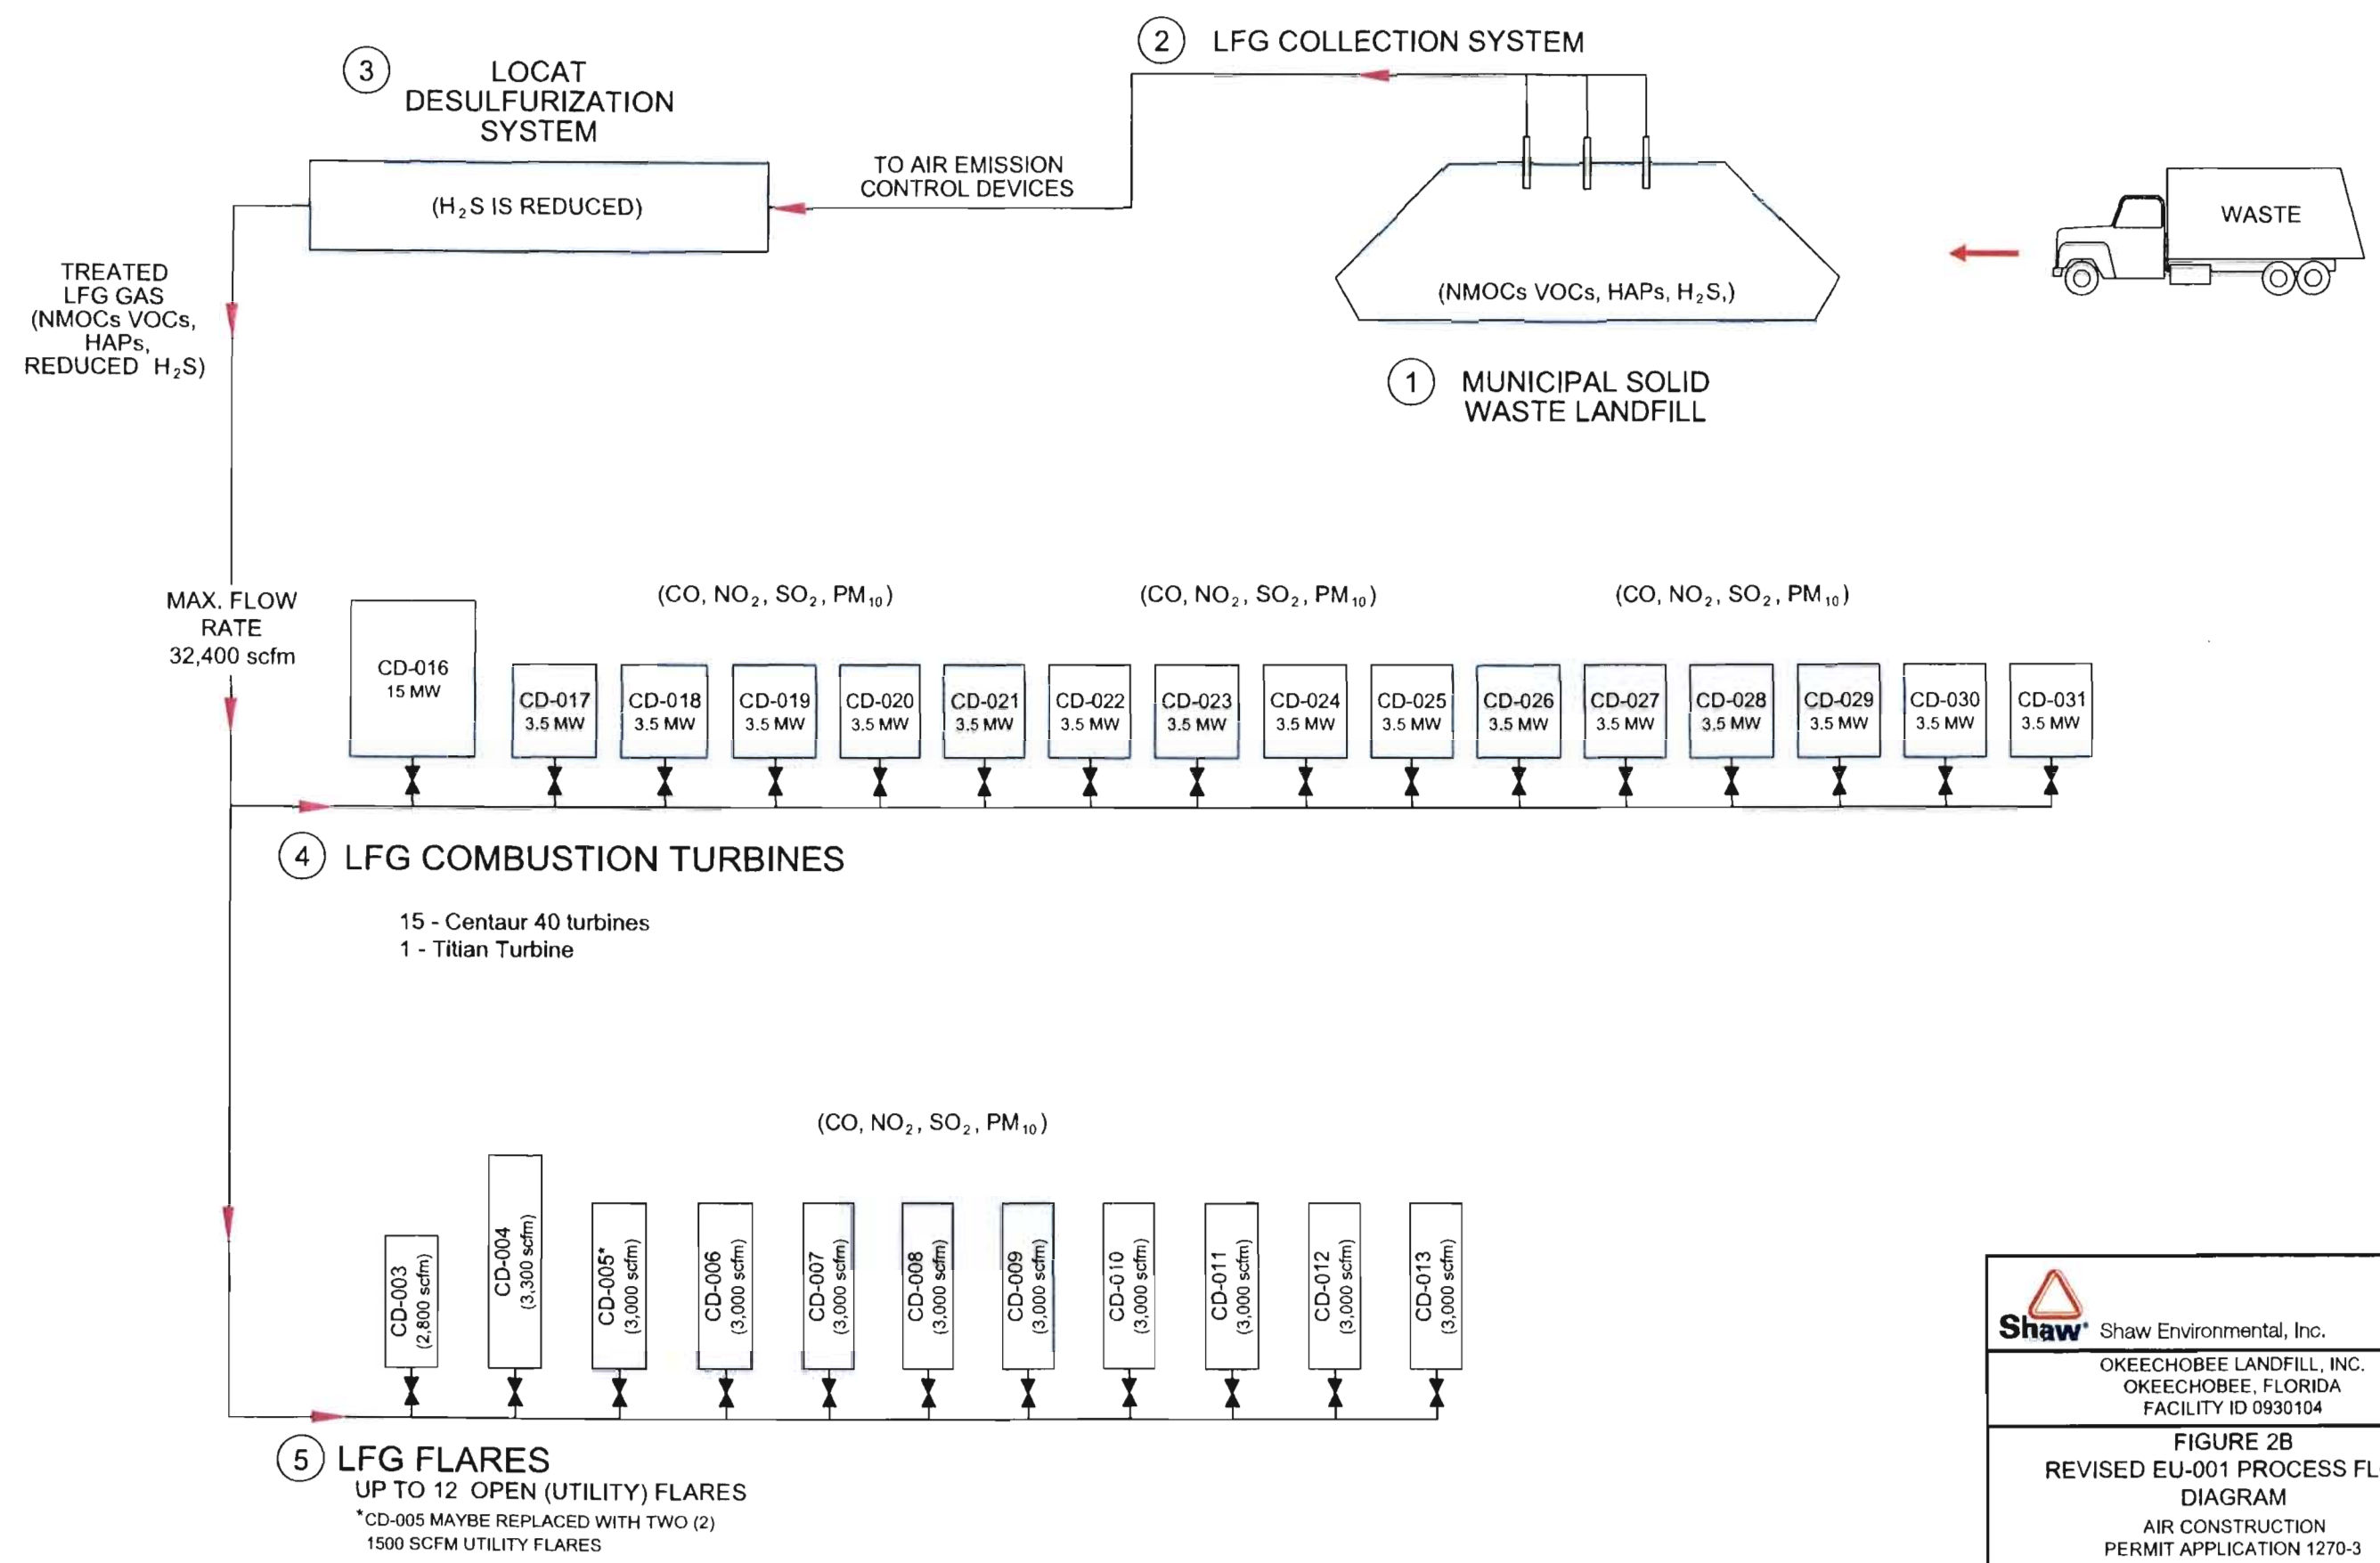 2 LFG COLLECTION SYSTEM
3 LOCAT
DESULFURIZATION
SYSTEM
(H₂S IS REDUCED)
TO AIR EMISSION
CONTROL DEVICES
(NMOCs VOCs, HAPs, H₂S,)
WASTE
1 MUNICIPAL SOLID
WASTE LANDFILL
TREATED
LFG GAS
(NMOCs VOCs,
HAPs,
REDUCED H₂S)
MAX. FLOW
RATE
32,400 scfm
(CO, NO₂, SO₂, PM₁₀)
(CO, NO₂, SO₂, PM₁₀)
(CO, NO₂, SO₂, PM₁₀)
CD-016
15 MW
CD-017
3.5 MW
CD-018
3.5 MW
CD-019
3.5 MW
CD-020
3.5 MW
CD-021
3.5 MW
CD-022
3.5 MW
CD-023
3.5 MW
CD-024
3.5 MW
CD-025
3.5 MW
CD-026
3.5 MW
CD-027
3.5 MW
CD-028
3.5 MW
CD-029
3.5 MW
CD-030
3.5 MW
CD-031
3.5 MW
4 LFG COMBUSTION TURBINES
15 - Centaur 40 turbines
1 - Titian Turbine
(CO, NO₂, SO₂, PM₁₀)
CD-003
(2,800 scfm)
CD-004
(3,300 scfm)
CD-005*
(3,000 scfm)
CD-006
(3,000 scfm)
CD-007
(3,000 scfm)
CD-008
(3,000 scfm)
CD-009
(3,000 scfm)
CD-010
(3,000 scfm)
CD-011
(3,000 scfm)
CD-012
(3,000 scfm)
CD-013
(3,000 scfm)
5 LFG FLARES
UP TO 12 OPEN (UTILITY) FLARES
*CD-005 MAYBE REPLACED WITH TWO (2)
1500 SCFM UTILITY FLARES
Shaw Shaw Environmental, Inc.
OKEECHOBEE LANDFILL, INC.
OKEECHOBEE, FLORIDA
FACILITY ID 0930104
FIGURE 2B
REVISED EU-001 PROCESS FL
DIAGRAM
AIR CONSTRUCTION
PERMIT APPLICATION 1270-3